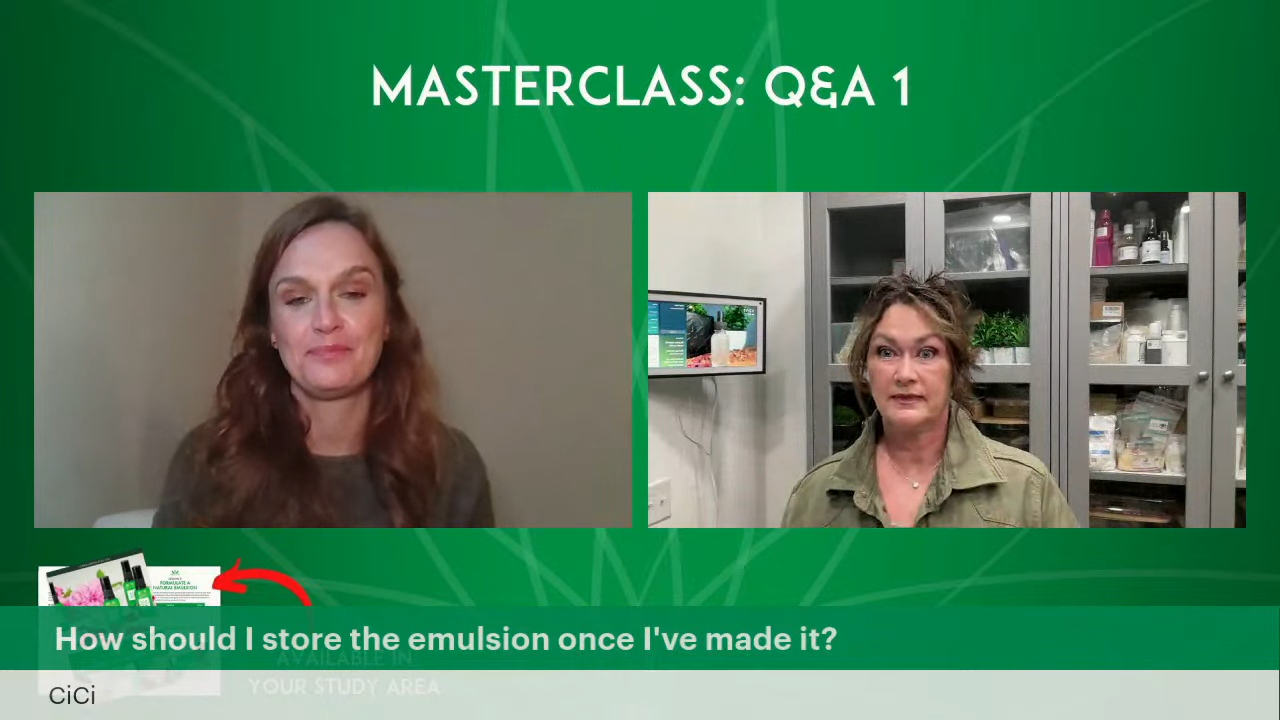 MASTERCLASS: Q&A 1
FORMULATE A
NATURAL EMULSION
How should I store the emulsion once I've made it?
AVAILABLE IN
YOUR STUDY AREA
CiCi